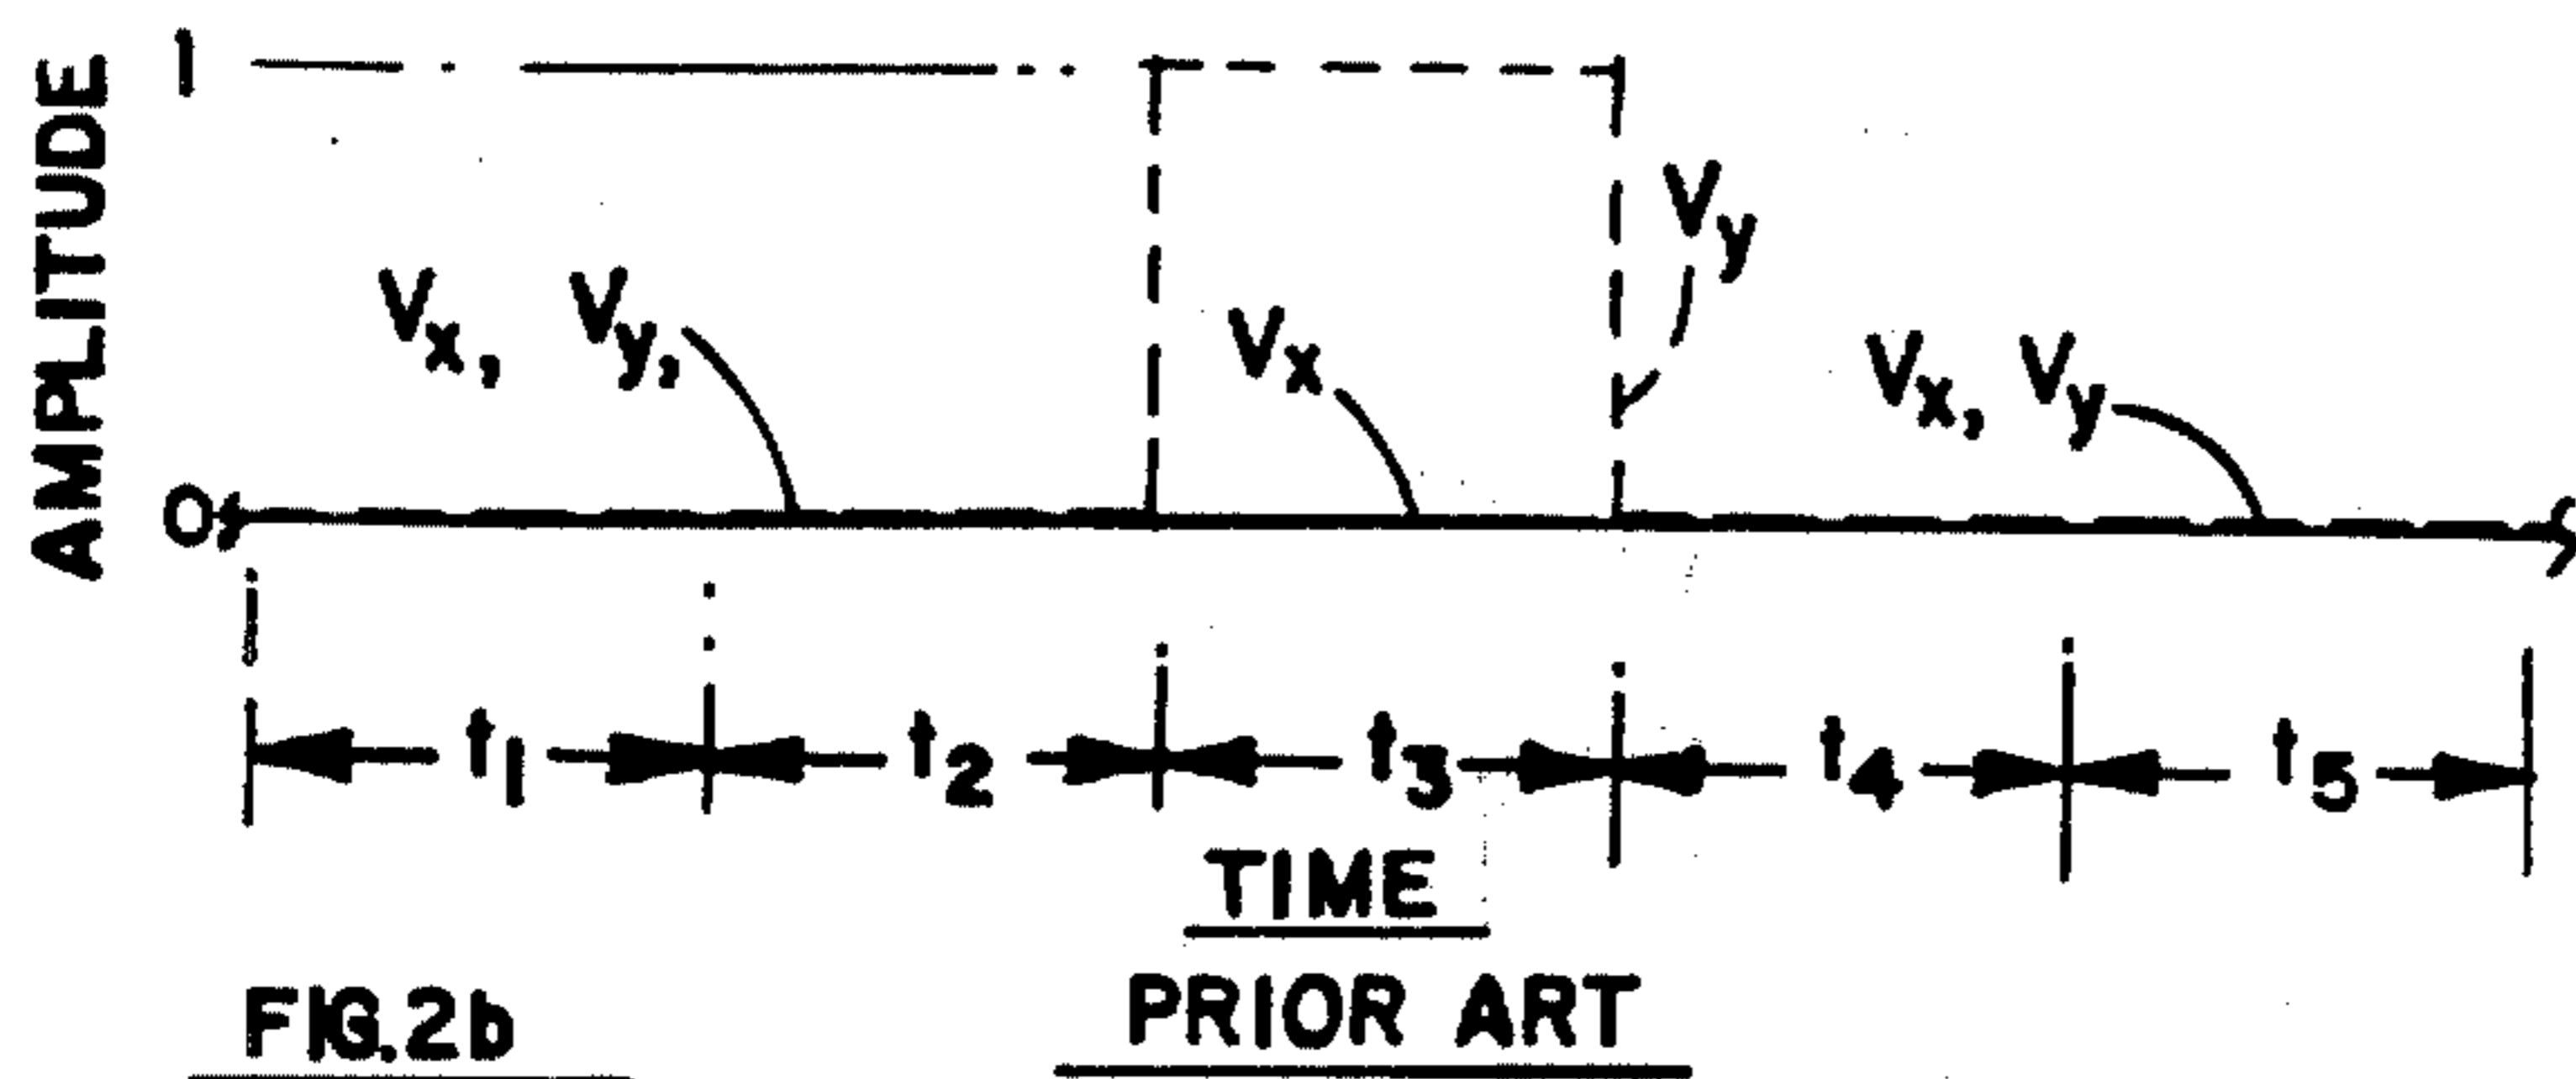 AMPLITUDE
1
Vx, Vy,
Vx
Vy
Vx, Vy
0
t1 t2 t3 t4 t5
TIME
FIG.2b
PRIOR ART